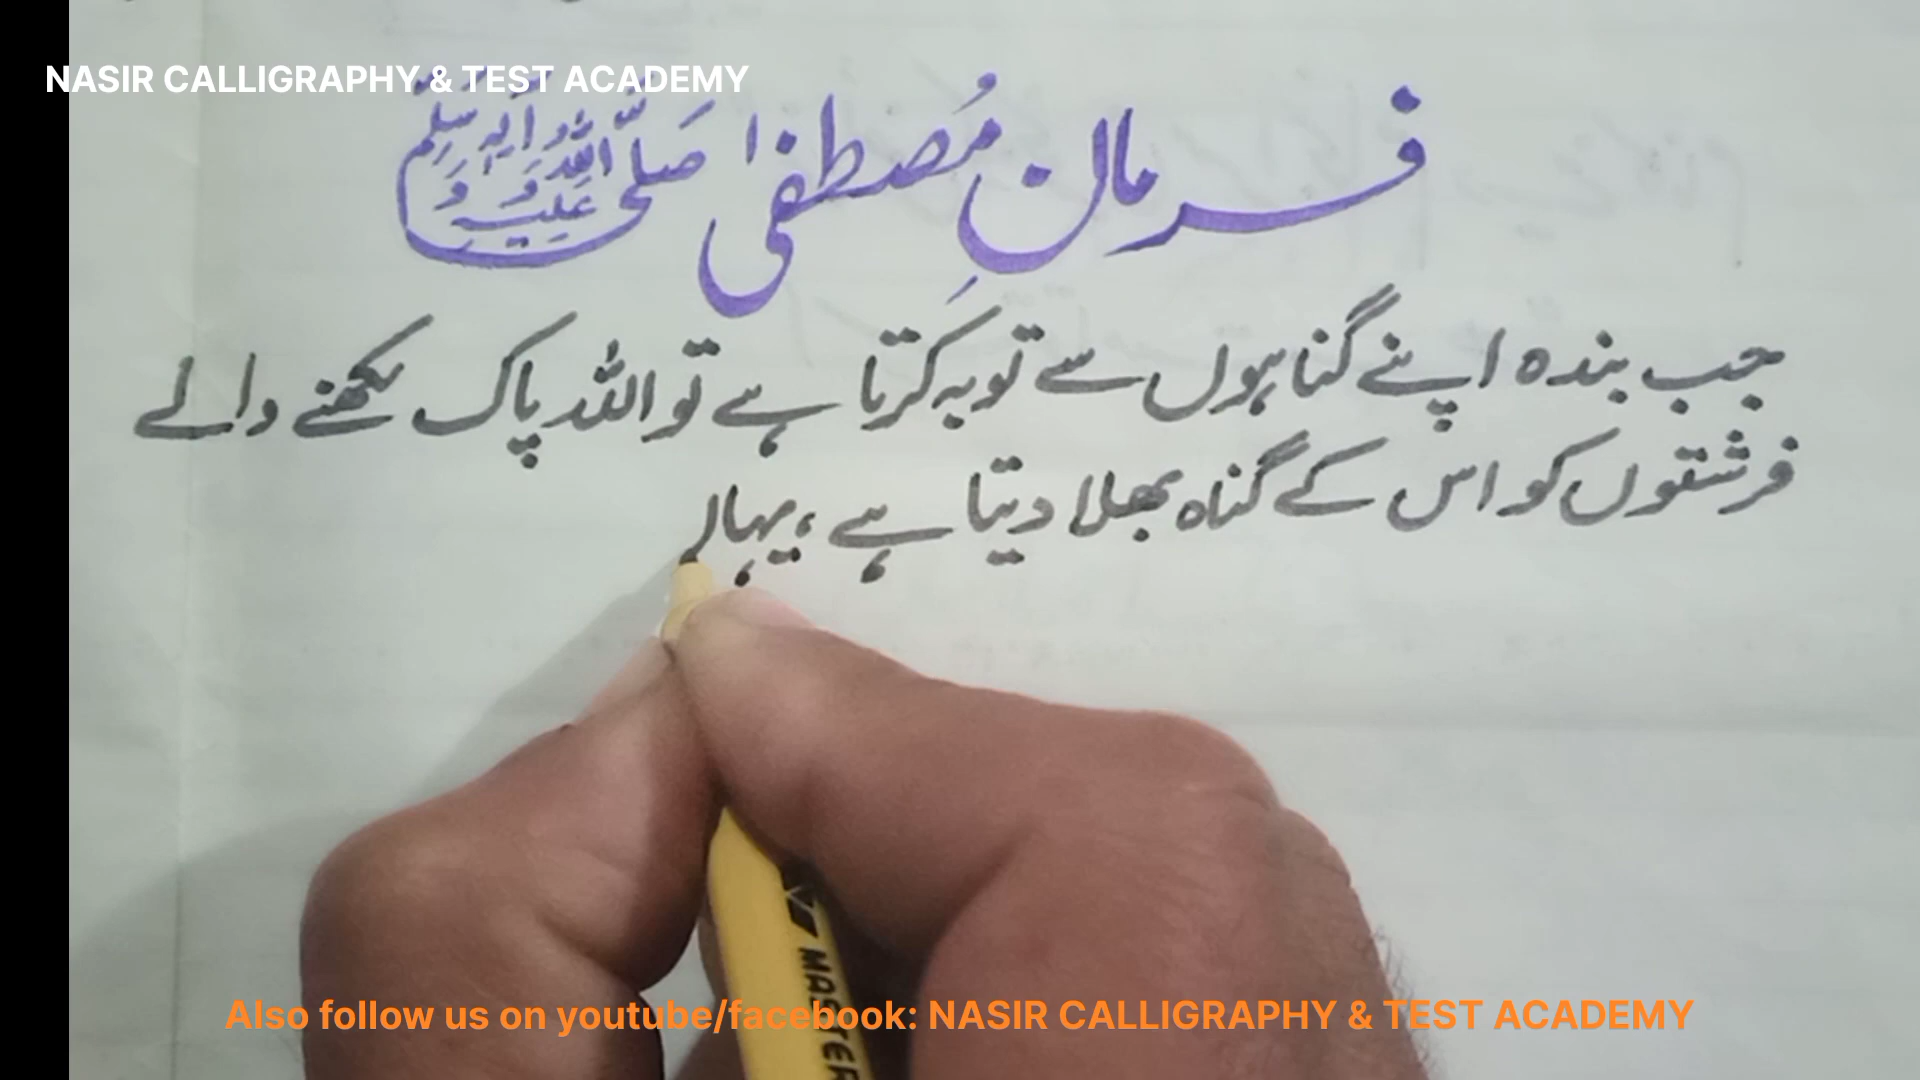 NASIR CALLIGRAPHY & TEST ACADEMY
فرمانِ مُصطفیٰ صلّی اللہ علیہ وآلہ وسلم
جب بندہ اپنے گناہوں سے توبہ کرتا ہے تو اللہ پاک لکھنے والے
فرشتوں کو اس کے گناہ بھلا دیتا ہے ، یہاں
MASTER
Also follow us on youtube/facebook: NASIR CALLIGRAPHY & TEST ACADEMY